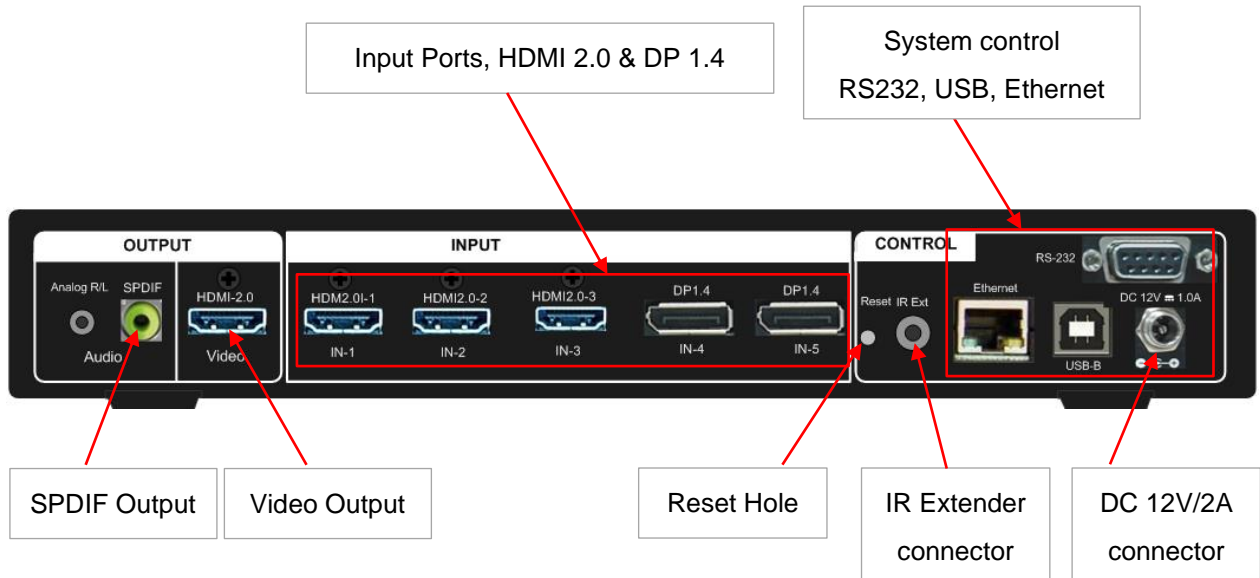 Input Ports, HDMI 2.0 & DP 1.4
System control
RS232, USB, Ethernet
OUTPUT
INPUT
CONTROL
Analog R/L
SPDIF
HDMI-2.0
Audio
Video
HDM2.0I-1
HDMI2.0-2
HDMI2.0-3
DP1.4
DP1.4
IN-1
IN-2
IN-3
IN-4
IN-5
Reset
IR Ext
RS-232
Ethernet
USB-B
DC 12V ⎓ 1.0A
SPDIF Output
Video Output
Reset Hole
IR Extender
connector
DC 12V/2A
connector